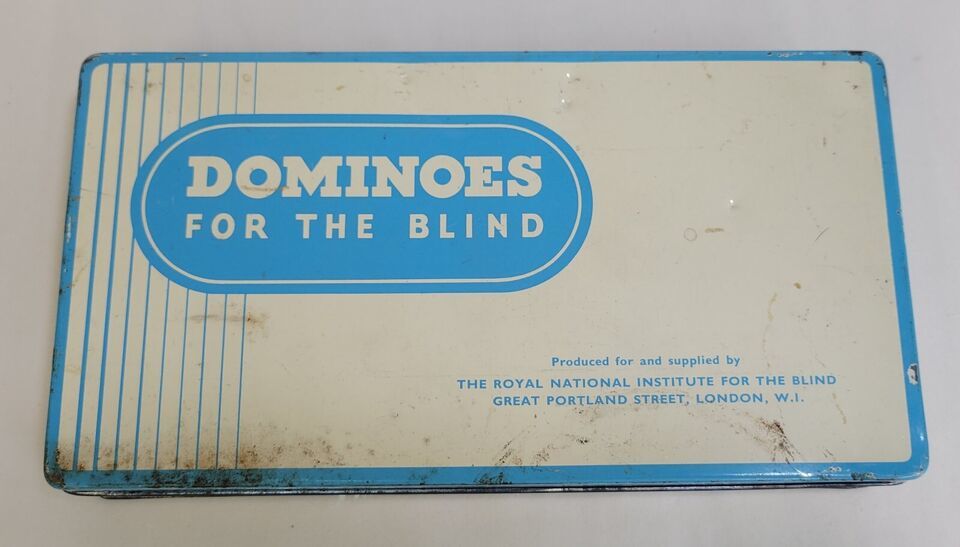 DOMINOES
FOR THE BLIND
Produced for and supplied by
THE ROYAL NATIONAL INSTITUTE FOR THE BLIND
GREAT PORTLAND STREET, LONDON, W.I.